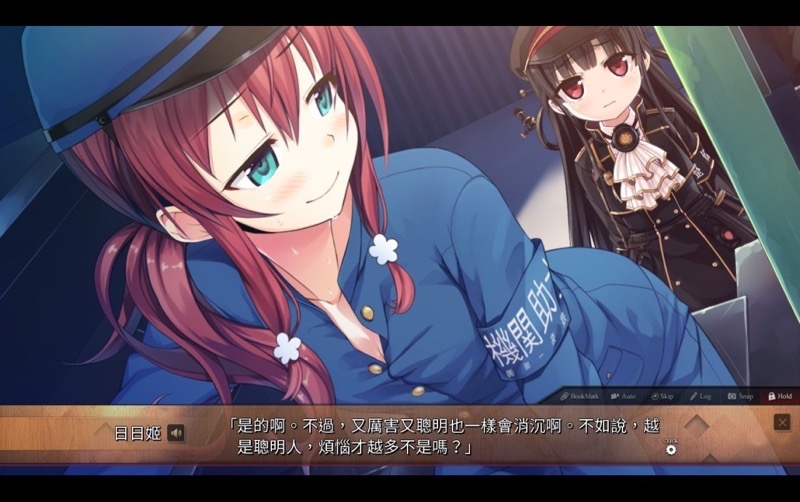 機関助士
BookMark
Auto
Skip
Log
Snap
Hold
日日姬
「是的啊。不過，又厲害又聰明也一樣會消沉啊。不如說，越
是聰明人，煩惱才越多不是嗎？」
CLICK